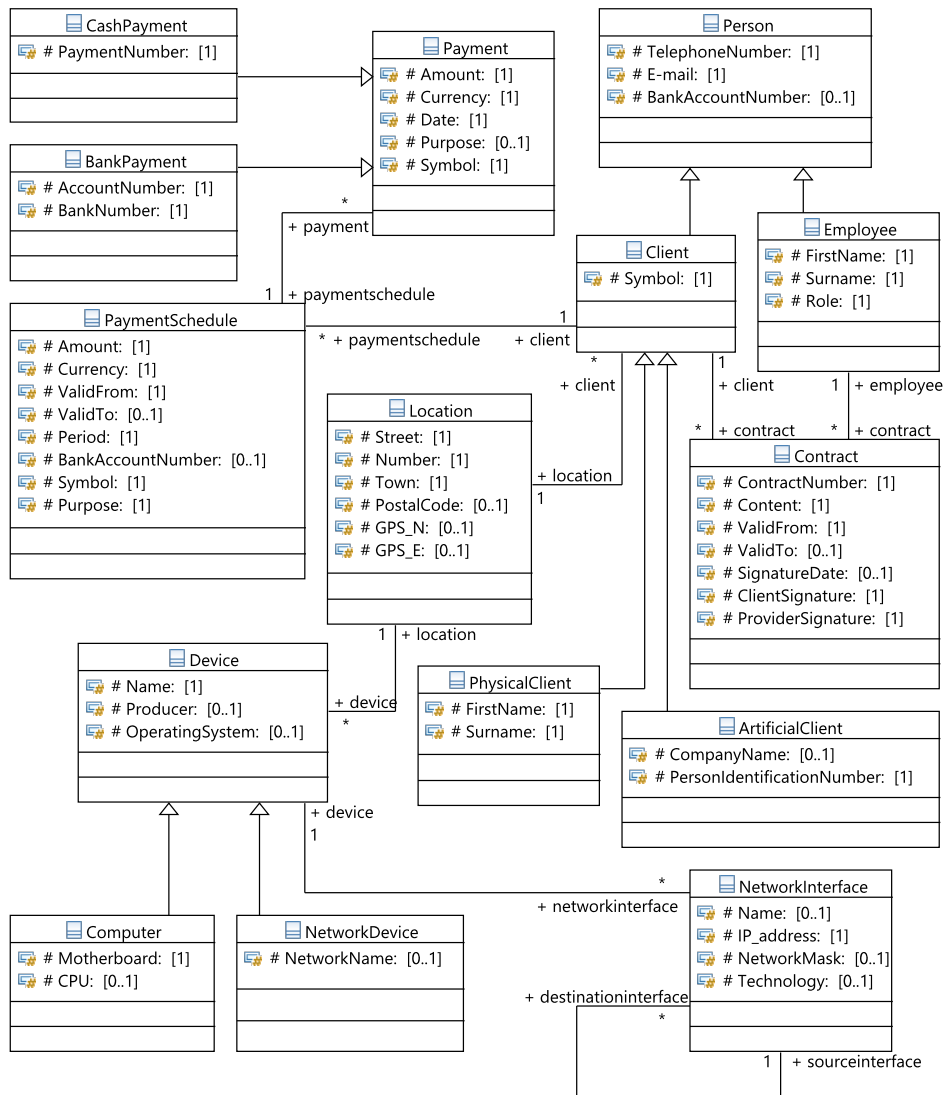 CashPayment
# PaymentNumber: [1]
Payment
# Amount: [1]
# Currency: [1]
# Date: [1]
# Purpose: [0..1]
# Symbol: [1]
Person
# TelephoneNumber: [1]
# E-mail: [1]
# BankAccountNumber: [0..1]
BankPayment
# AccountNumber: [1]
# BankNumber: [1]
*
+ payment
1
+ paymentschedule
Client
# Symbol: [1]
Employee
# FirstName: [1]
# Surname: [1]
# Role: [1]
PaymentSchedule
# Amount: [1]
# Currency: [1]
# ValidFrom: [1]
# ValidTo: [0..1]
# Period: [1]
# BankAccountNumber: [0..1]
# Symbol: [1]
# Purpose: [1]
1
* + paymentschedule
+ client
*
+ client
1
+ client
1
+ employee
* + contract
* + contract
Location
# Street: [1]
# Number: [1]
# Town: [1]
# PostalCode: [0..1]
# GPS_N: [0..1]
# GPS_E: [0..1]
+ location
1
Contract
# ContractNumber: [1]
# Content: [1]
# ValidFrom: [1]
# ValidTo: [0..1]
# SignatureDate: [0..1]
# ClientSignature: [1]
# ProviderSignature: [1]
1 + location
Device
# Name: [1]
# Producer: [0..1]
# OperatingSystem: [0..1]
+ device
*
PhysicalClient
# FirstName: [1]
# Surname: [1]
ArtificialClient
# CompanyName: [0..1]
# PersonIdentificationNumber: [1]
+ device
1
*
+ networkinterface
NetworkInterface
# Name: [0..1]
# IP_address: [1]
# NetworkMask: [0..1]
# Technology: [0..1]
Computer
# Motherboard: [1]
# CPU: [0..1]
NetworkDevice
# NetworkName: [0..1]
+ destinationinterface
*
1 + sourceinterface